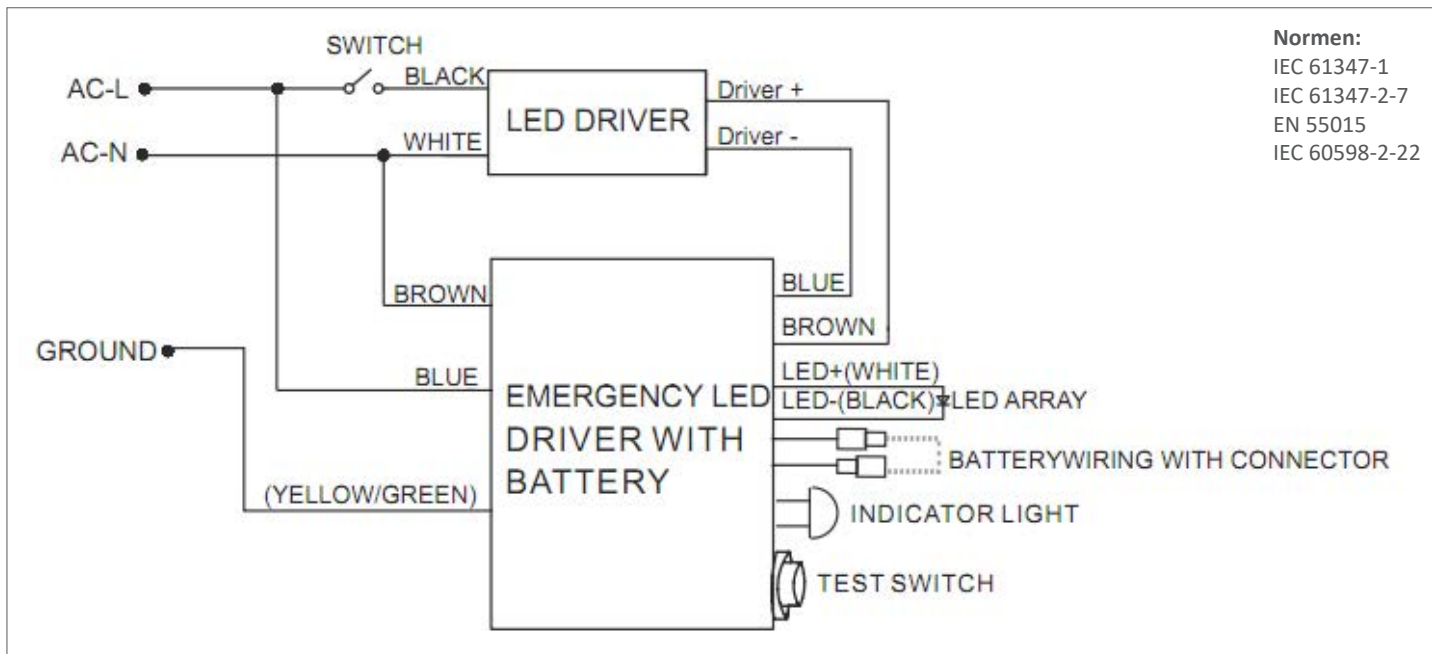 Normen:
IEC 61347-1
IEC 61347-2-7
EN 55015
IEC 60598-2-22
SWITCH
AC-L
BLACK
LED DRIVER
Driver +
AC-N
WHITE
Driver -
BROWN
BLUE
BROWN
GROUND
BLUE
LED+(WHITE)
EMERGENCY LED
DRIVER WITH
BATTERY
LED-(BLACK)
LED ARRAY
BATTERYWIRING WITH CONNECTOR
(YELLOW/GREEN)
INDICATOR LIGHT
TEST SWITCH